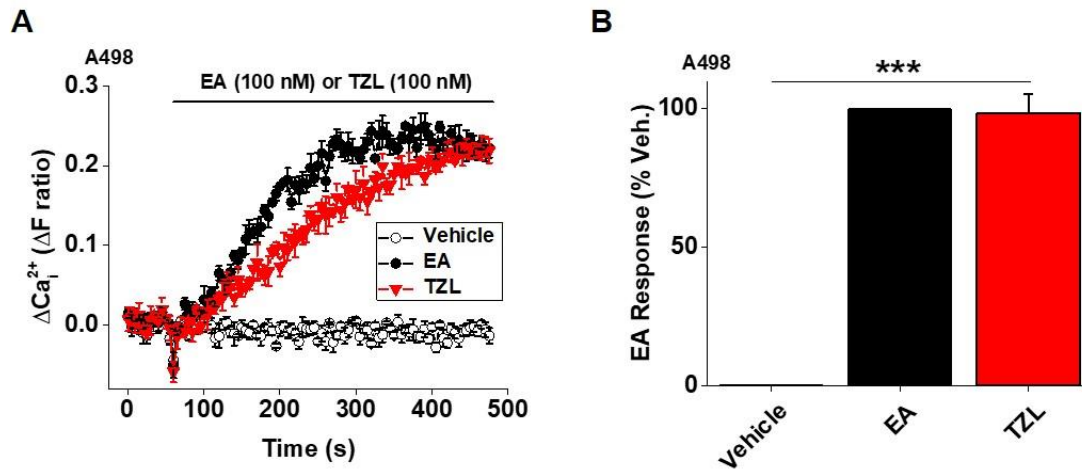 A
A498
EA (100 nM) or TZL (100 nM)
0.3
0.2
0.1
0.0
ΔCa²⁺ᵢ (ΔF ratio)
Vehicle
EA
TZL
0 100 200 300 400 500
Time (s)
B
A498
***
100
50
0
EA Response (% Veh.)
Vehicle
EA
TZL